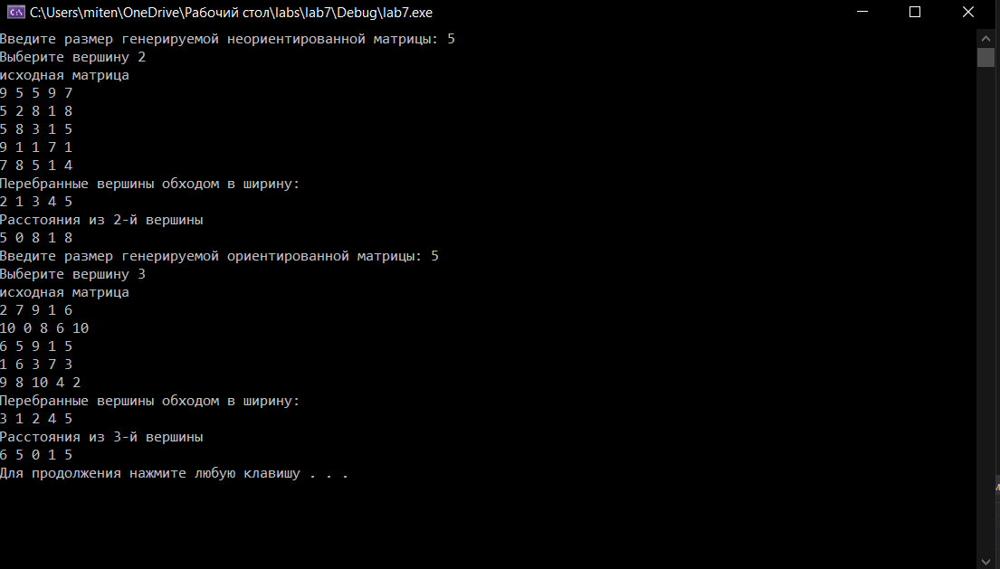 C:\Users\miten\OneDrive\Рабочий стол\labs\lab7\Debug\lab7.exe
Введите размер генерируемой неориентированной матрицы: 5
Выберите вершину 2
исходная матрица
9 5 5 9 7
5 2 8 1 8
5 8 3 1 5
9 1 1 7 1
7 8 5 1 4
Перебранные вершины обходом в ширину:
2 1 3 4 5
Расстояния из 2-й вершины
5 0 8 1 8
Введите размер генерируемой ориентированной матрицы: 5
Выберите вершину 3
исходная матрица
2 7 9 1 6
10 0 8 6 10
6 5 9 1 5
1 6 3 7 3
9 8 10 4 2
Перебранные вершины обходом в ширину:
3 1 2 4 5
Расстояния из 3-й вершины
6 5 0 1 5
Для продолжения нажмите любую клавишу . . .